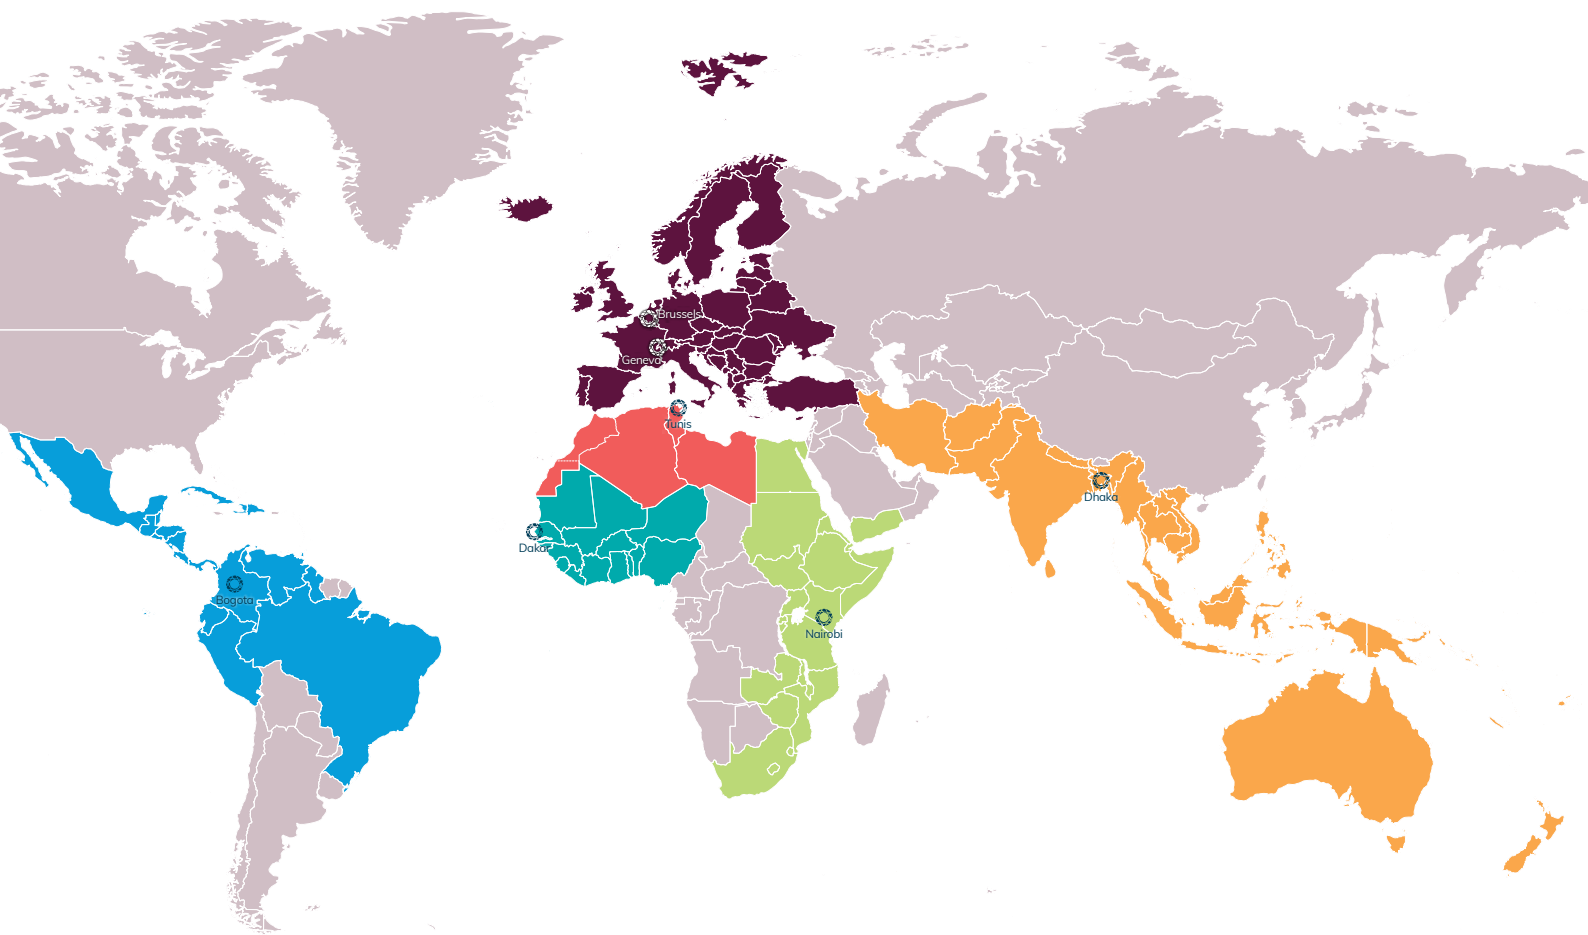 Brussels
Geneva
Tunis
Dhaka
Dakar
Bogota
Nairobi